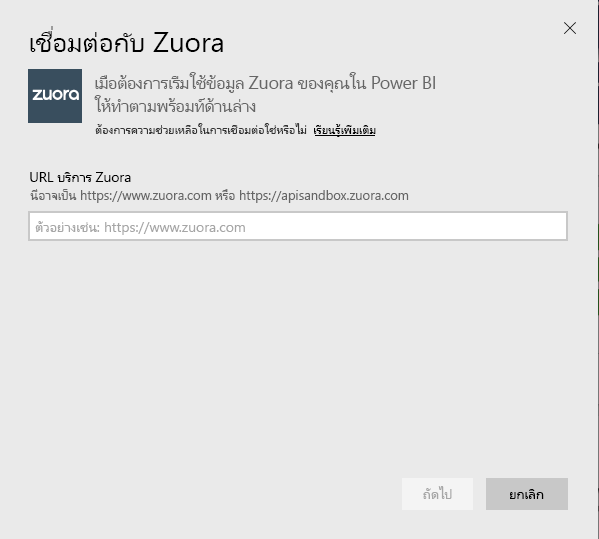 เชื่อมต่อกับ Zuora
zuora
เมื่อต้องการเริ่มใช้ข้อมูล Zuora ของคุณใน Power BI
ให้ทำตามพร้อมท์ด้านล่าง
ต้องการความช่วยเหลือในการเชื่อมต่อใช่หรือไม่ เรียนรู้เพิ่มเติม
URL บริการ Zuora
นี่อาจเป็น https://www.zuora.com หรือ https://apisandbox.zuora.com
ตัวอย่างเช่น: https://www.zuora.com
ถัดไป
ยกเลิก